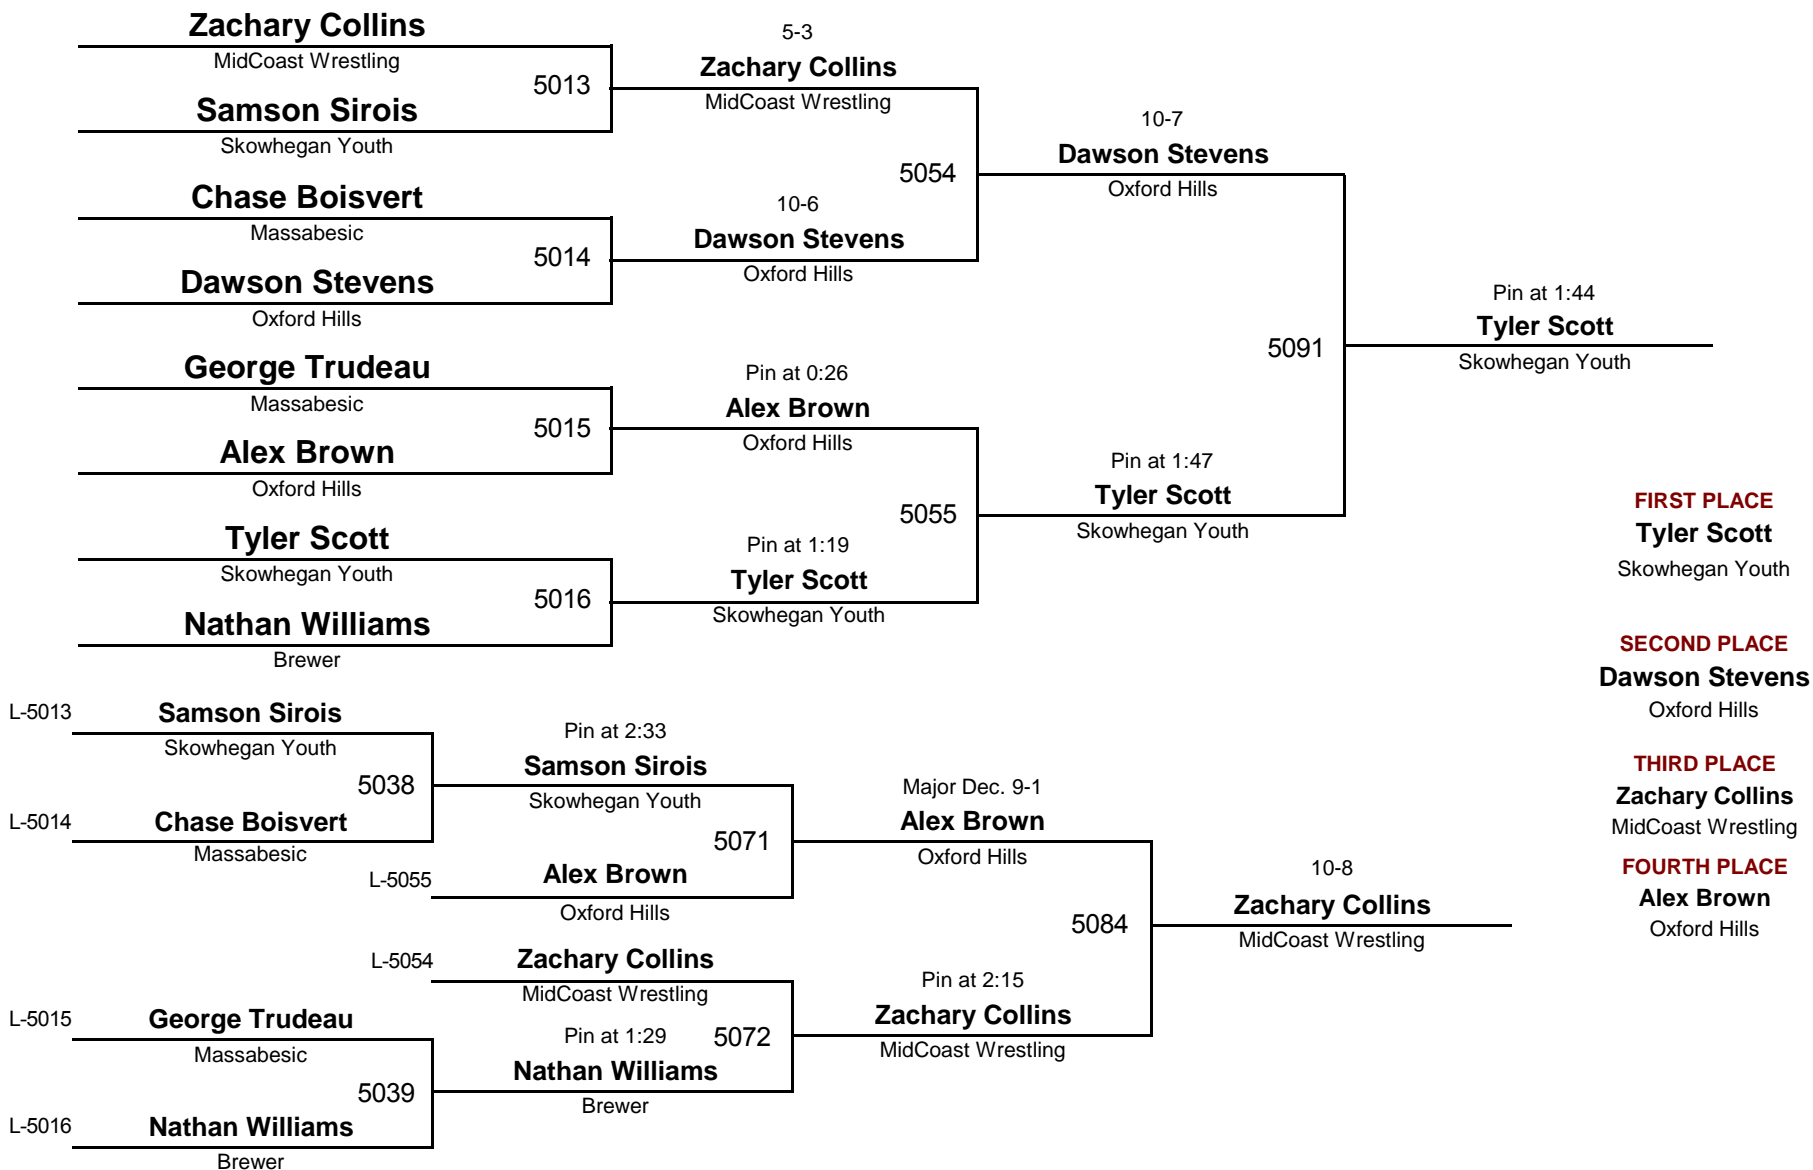 Zachary Collins
MidCoast Wrestling
5013
Samson Sirois
Skowhegan Youth
5-3
Zachary Collins
MidCoast Wrestling
Chase Boisvert
Massabesic
5014
Dawson Stevens
Oxford Hills
10-6
Dawson Stevens
Oxford Hills
5054
10-7
Dawson Stevens
Oxford Hills
George Trudeau
Massabesic
5015
Alex Brown
Oxford Hills
Pin at 0:26
Alex Brown
Oxford Hills
Tyler Scott
Skowhegan Youth
5016
Nathan Williams
Brewer
Pin at 1:19
Tyler Scott
Skowhegan Youth
5055
Pin at 1:47
Tyler Scott
Skowhegan Youth
5091
Pin at 1:44
Tyler Scott
Skowhegan Youth
FIRST PLACE
Tyler Scott
Skowhegan Youth
SECOND PLACE
Dawson Stevens
Oxford Hills
THIRD PLACE
Zachary Collins
MidCoast Wrestling
FOURTH PLACE
Alex Brown
Oxford Hills
L-5013
Samson Sirois
Skowhegan Youth
5038
L-5014
Chase Boisvert
Massabesic
Pin at 2:33
Samson Sirois
Skowhegan Youth
5071
L-5055
Alex Brown
Oxford Hills
Major Dec. 9-1
Alex Brown
Oxford Hills
L-5054
Zachary Collins
MidCoast Wrestling
L-5015
George Trudeau
Massabesic
5039
L-5016
Nathan Williams
Brewer
Pin at 1:29
Nathan Williams
Brewer
5072
Pin at 2:15
Zachary Collins
MidCoast Wrestling
5084
10-8
Zachary Collins
MidCoast Wrestling